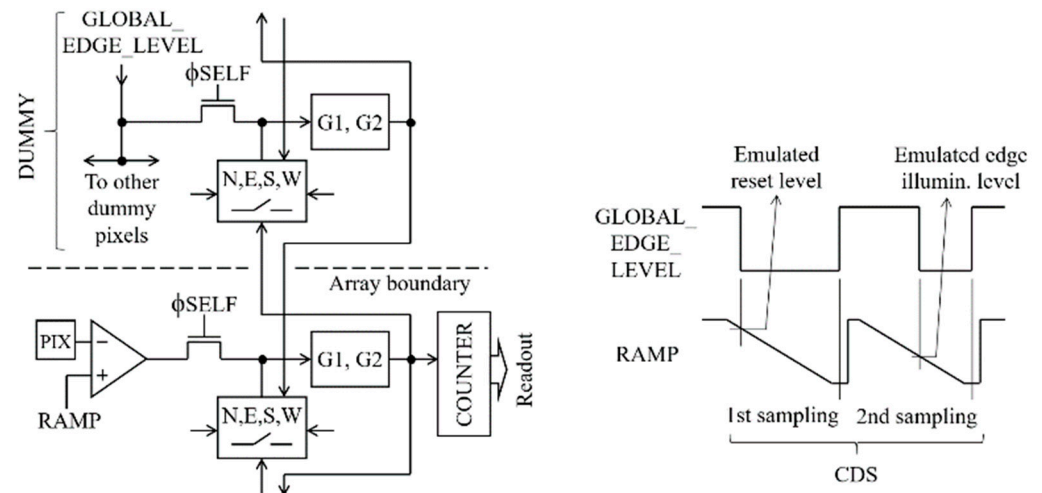 GLOBAL_
EDGE_LEVEL
ϕSELF
DUMMY
G1, G2
N,E,S,W
To other
dummy
pixels
Array boundary
ϕSELF
PIX
−
+
RAMP
G1, G2
COUNTER
Readout
N,E,S,W
Emulated
reset level
Emulated edge
illumin. level
GLOBAL_
EDGE_
LEVEL
RAMP
1st sampling
2nd sampling
CDS